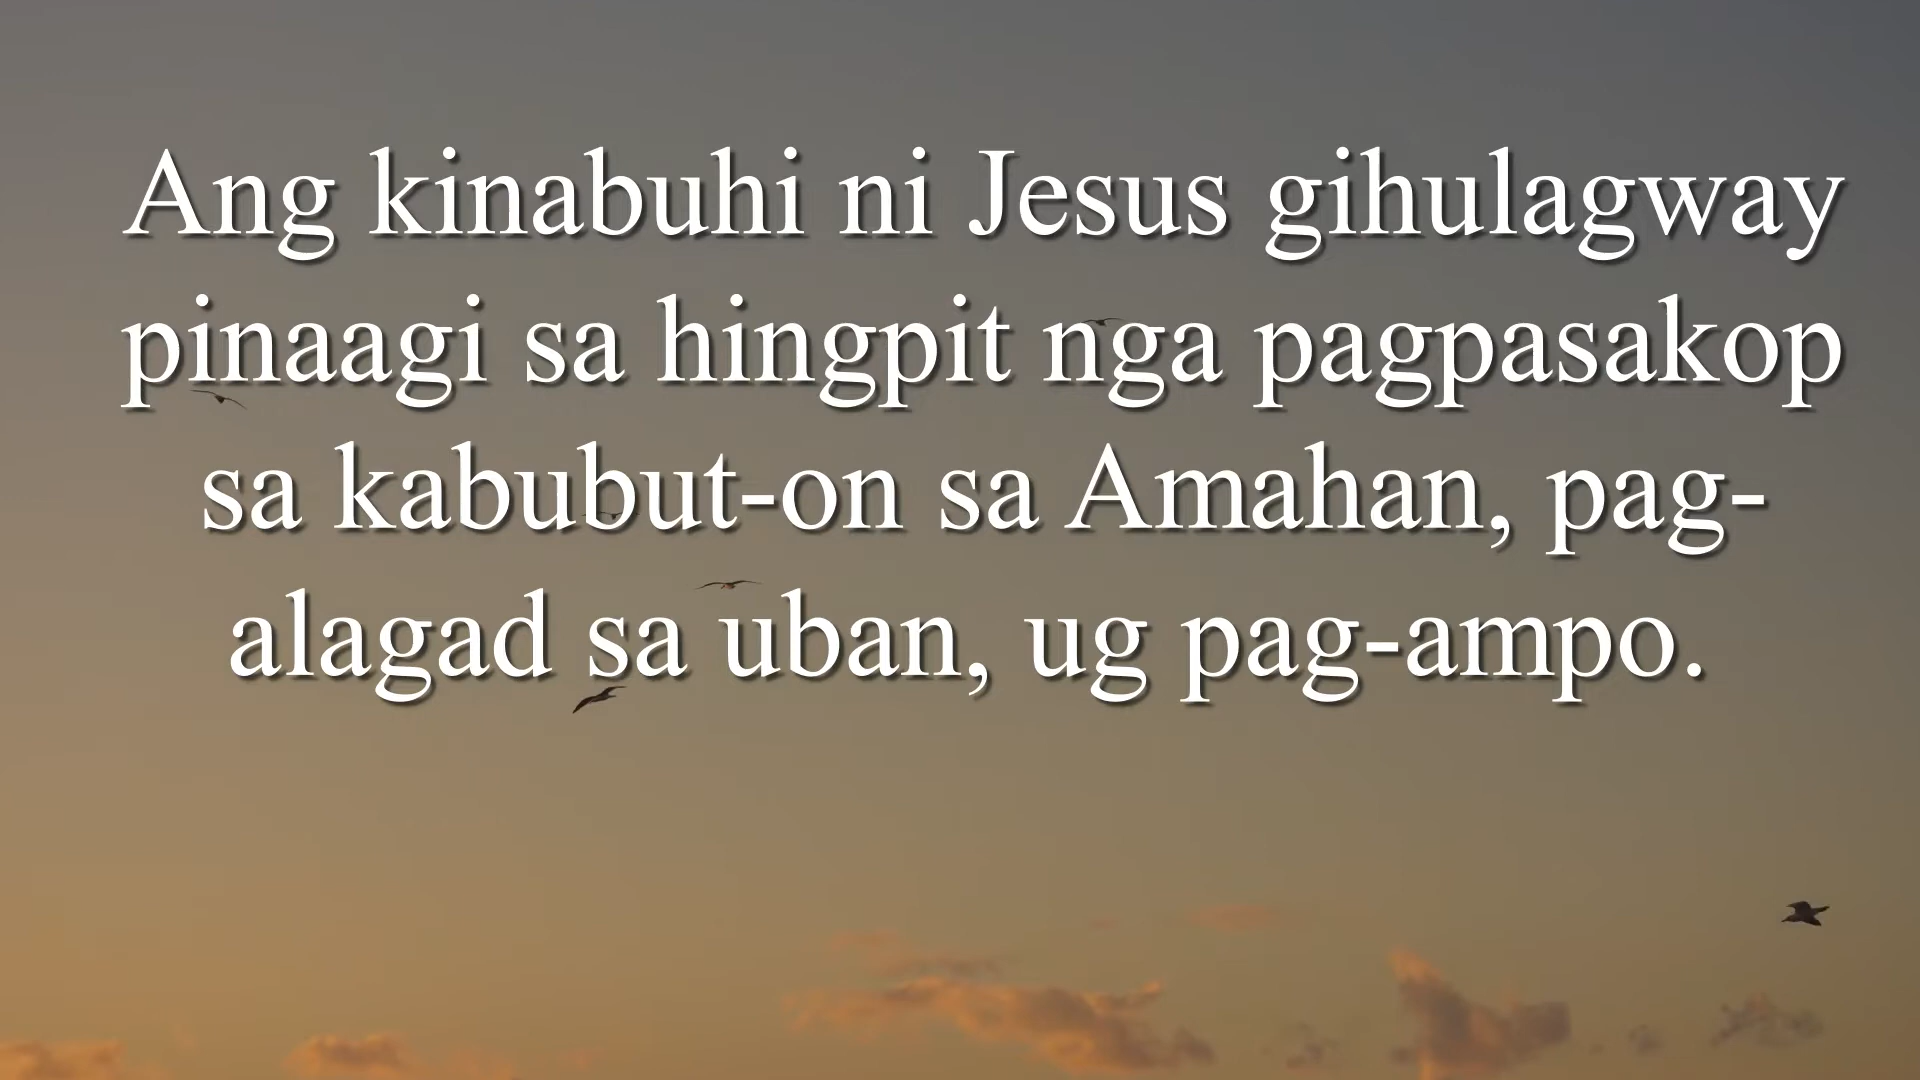 Ang kinabuhi ni Jesus gihulagway
pinaagi sa hingpit nga pagpasakop
sa kabubut-on sa Amahan, pag-
alagad sa uban, ug pag-ampo.